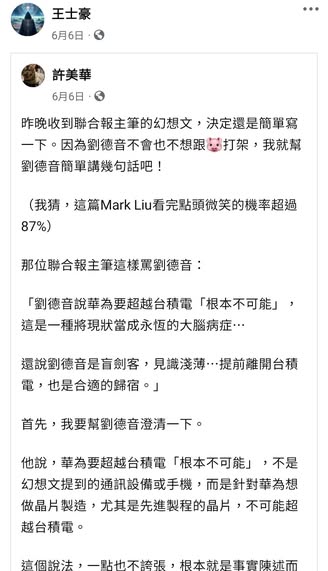 王士豪
6月6日 ·
許美華
6月6日 ·
昨晚收到聯合報主筆的幻想文，決定還是簡單寫
一下。因為劉德音不會也不想跟🐷打架，我就幫
劉德音簡單講幾句話吧！
（我猜，這篇Mark Liu看完點頭微笑的機率超過
87%）
那位聯合報主筆這樣罵劉德音：
「劉德音說華為要超越台積電「根本不可能」，
這是一種將現狀當成永恆的大腦病症⋯
還說劉德音是盲劍客，見識淺薄⋯提前離開台積
電，也是合適的歸宿。」
首先，我要幫劉德音澄清一下。
他說，華為要超越台積電「根本不可能」，不是
幻想文提到的通訊設備或手機，而是針對華為想
做晶片製造，尤其是先進製程的晶片，不可能超
越台積電。
這個說法，一點也不誇張，根本就是事實陳述而